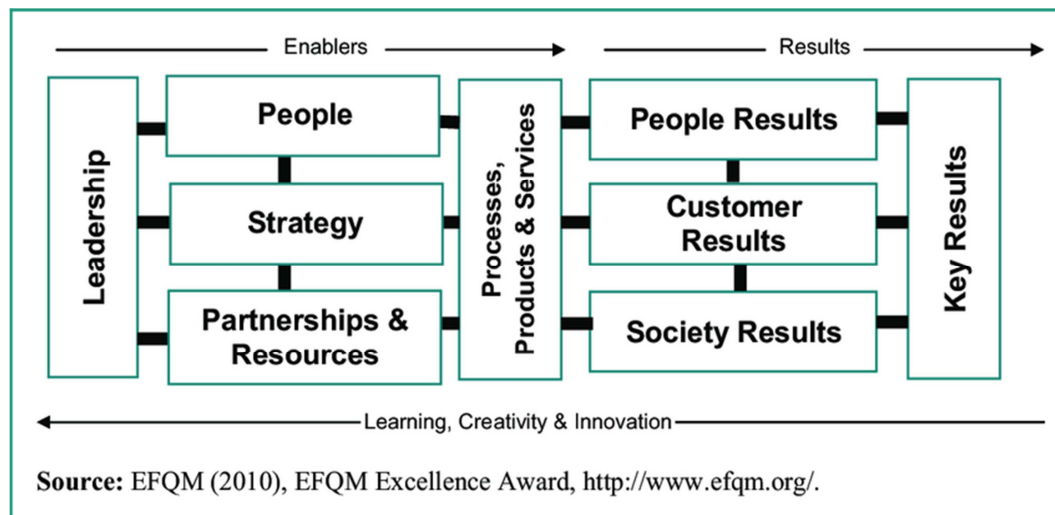 Enablers
Results
Leadership
People
Strategy
Partnerships &
Resources
Processes,
Products & Services
People Results
Customer
Results
Society Results
Key Results
Learning, Creativity & Innovation
Source: EFQM (2010), EFQM Excellence Award, http://www.efqm.org/.